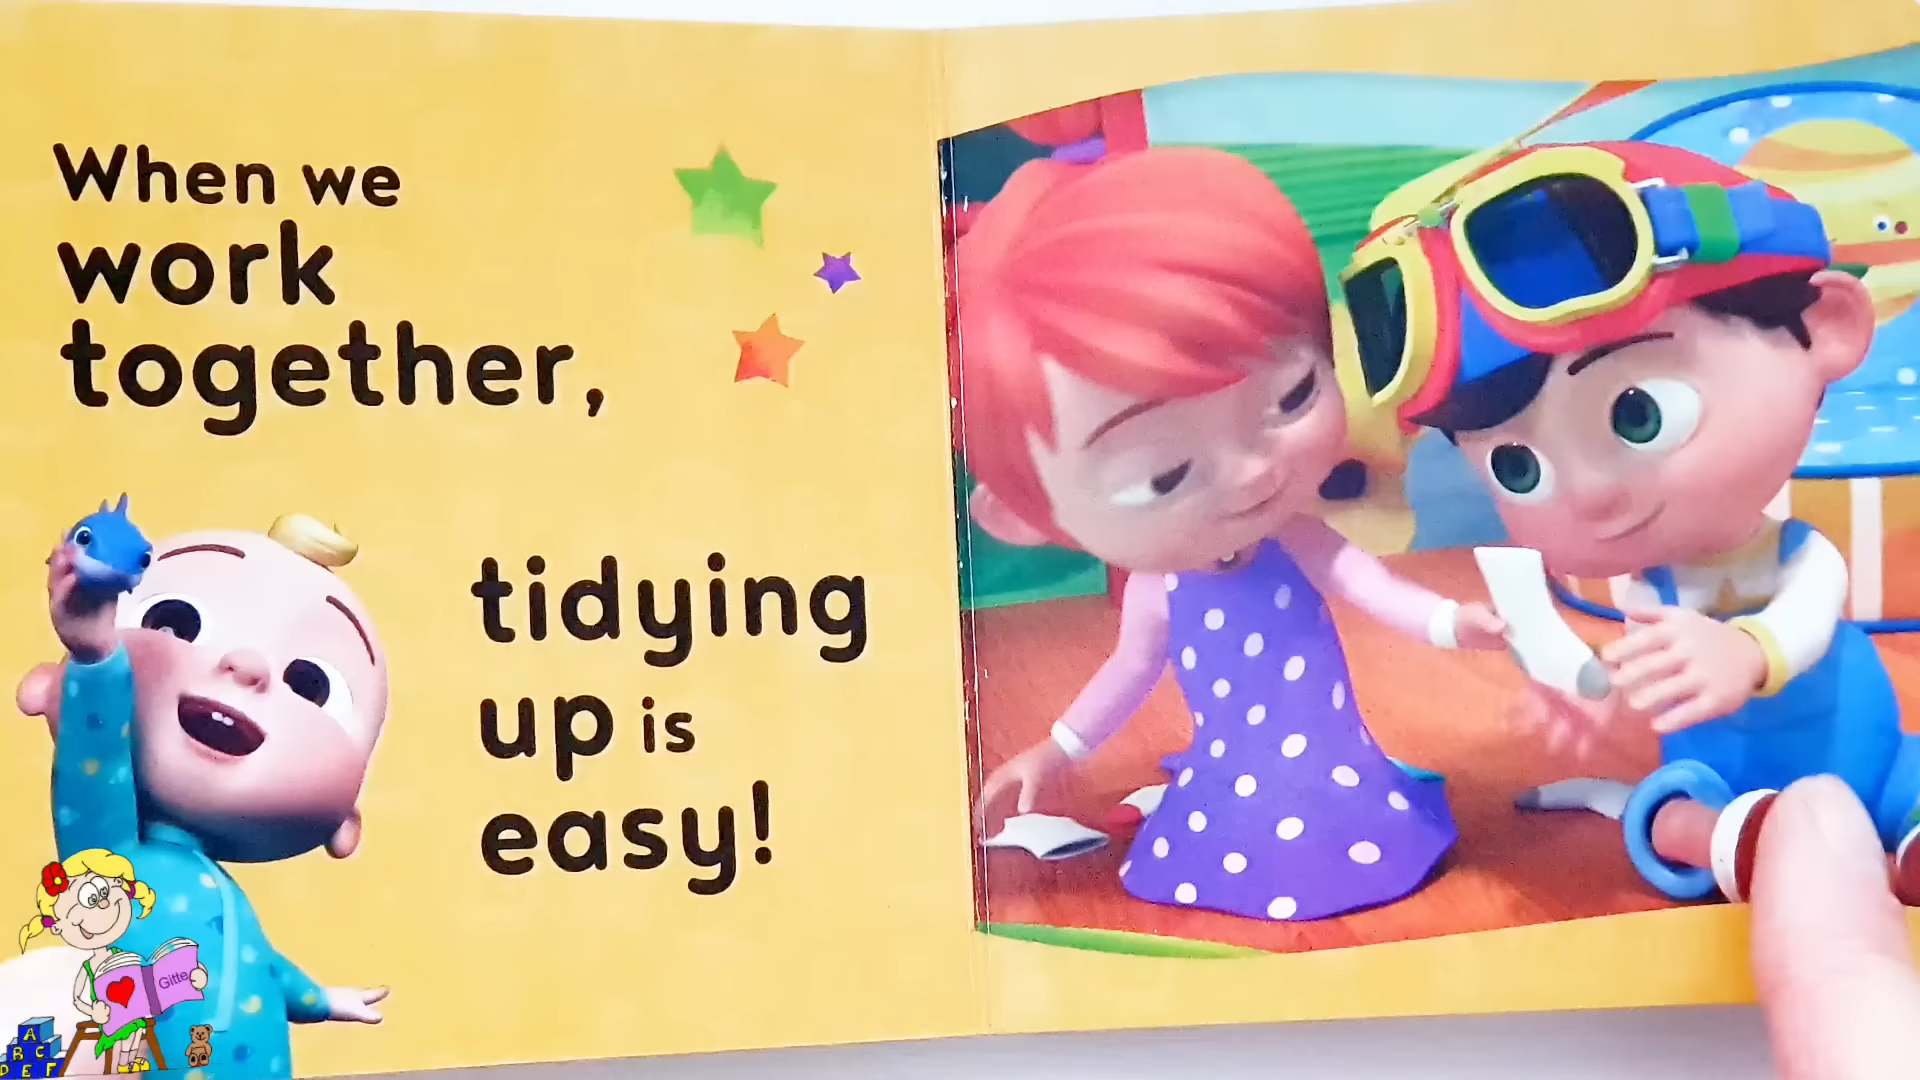 When we
work
together,
tidying
up is
easy!
Gitte
A
B C
D E F